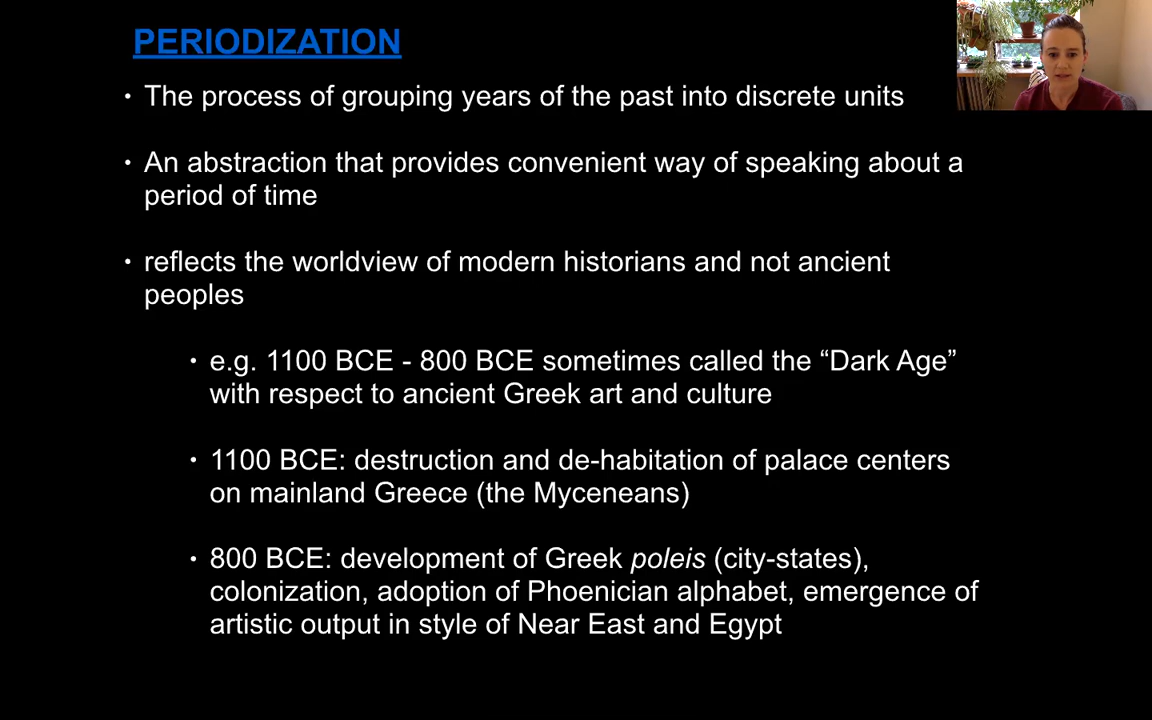 PERIODIZATION
• The process of grouping years of the past into discrete units
• An abstraction that provides convenient way of speaking about a
period of time
• reflects the worldview of modern historians and not ancient
peoples
• e.g. 1100 BCE - 800 BCE sometimes called the “Dark Age”
with respect to ancient Greek art and culture
• 1100 BCE: destruction and de-habitation of palace centers
on mainland Greece (the Myceneans)
• 800 BCE: development of Greek poleis (city-states),
colonization, adoption of Phoenician alphabet, emergence of
artistic output in style of Near East and Egypt